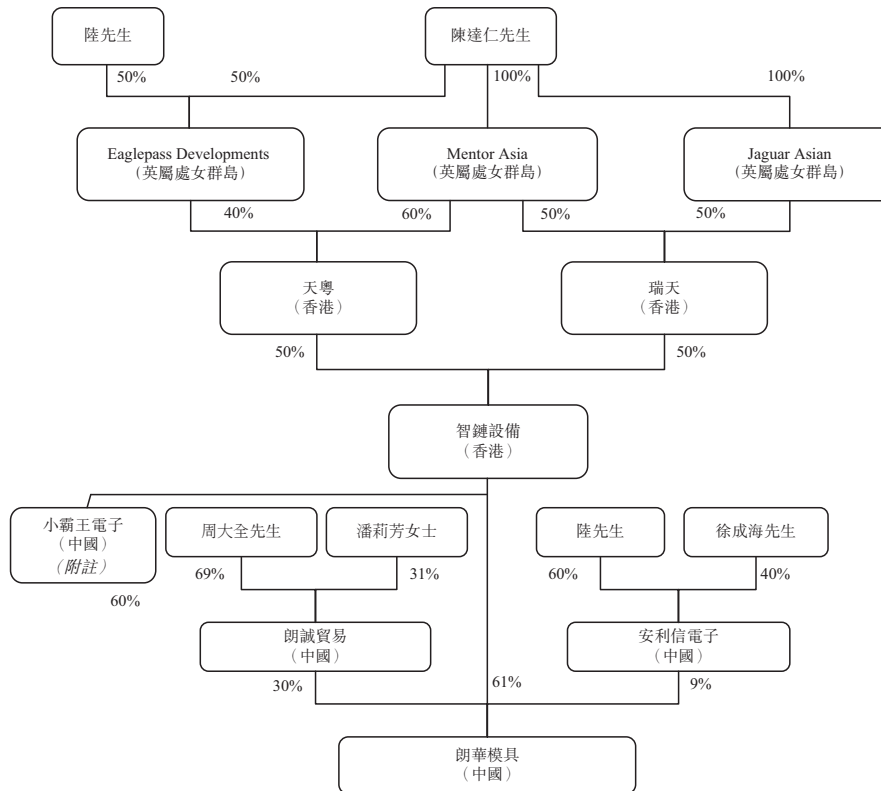 陸先生
陳達仁先生
50%
50%
100%
100%
Eaglepass Developments
（英屬處女群島）
Mentor Asia
（英屬處女群島）
Jaguar Asian
（英屬處女群島）
40%
60%
50%
50%
天粵
（香港）
瑞天
（香港）
50%
50%
智鏈設備
（香港）
小霸王電子
（中國）
（附註）
周大全先生
潘莉芳女士
陸先生
徐成海先生
69%
31%
60%
40%
60%
朗誠貿易
（中國）
安利信電子
（中國）
30%
61%
9%
朗華模具
（中國）